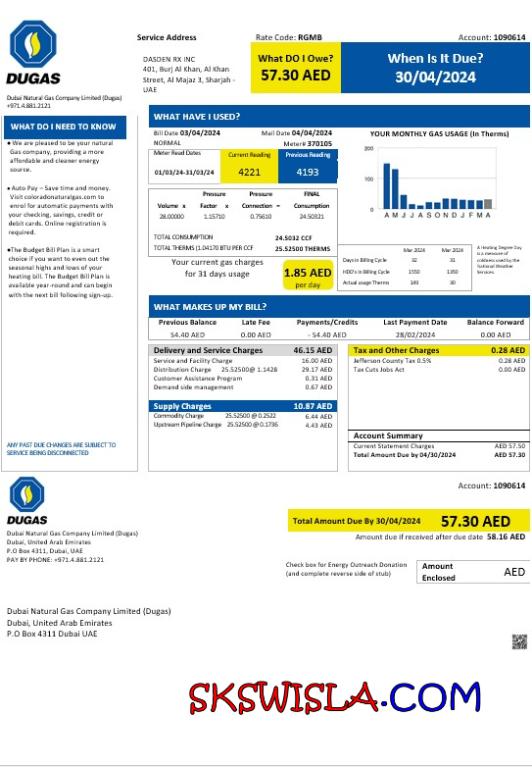 DUGAS
Dubai Natural Gas Company Limited (Dugas)
+971.4.881.2121
Service Address
DASDEN RX INC
401, Burj Al Khan, Al Khan
Street, Al Majaz 3, Sharjah -
UAE
Rate Code: RGMB
Account: 1090614
What DO I Owe?
57.30 AED
When Is It Due?
30/04/2024
WHAT DO I NEED TO KNOW
•We are pleased to be your natural
Gas company, providing a more
affordable and cleaner energy
source.
• Auto Pay – Save time and money.
Visit coloradonaturalgas.com to
enrol for automatic payments with
your checking, savings, credit or
debit cards. Online registration is
required.
•The Budget Bill Plan is a smart
choice if you want to even out the
seasonal highs and lows of your
heating bill. The Budget Bill Plan is
available year-round and can begin
with the next bill following sign-up.
ANY PAST DUE CHARGES ARE SUBJECT TO
SERVICE BEING DISCONNECTED
WHAT HAVE I USED?
Bill Date 03/04/2024 Mail Date 04/04/2024
NORMAL Meter# 370105
Meter Read Dates Current Reading Previous Reading
01/03/24-31/03/24 4221 4193
Pressure Pressure FINAL
Volume x Factor x Connection = Consumption
28.00000 1.15710 0.75610 24.50321
TOTAL CONSUMPTION 24.5032 CCF
TOTAL THERMS (1.04170 BTU PER CCF 25.52500 THERMS
Your current gas charges
for 31 days usage
1.85 AED
per day
YOUR MONTHLY GAS USAGE (In Therms)
200
100
0
A M J J A S O N D J F M A
Mar 2024 Mar 2024
Days in Billing Cycle 32 31
HDD's in Billing Cycle 1550 1350
Actual usage Therms 149 30
A Heating Degree Day
is a measure of
coldness used by the
National Weather
Services
WHAT MAKES UP MY BILL?
Previous Balance Late Fee Payments/Credits Last Payment Date Balance Forward
54.40 AED 0.00 AED - 54.40 AED 28/02/2024 0.00 AED
Delivery and Service Charges 46.15 AED
Service and Facility Charge 16.00 AED
Distribution Charge 25.52500@ 1.1428 29.17 AED
Customer Assistance Program 0.31 AED
Demand side management 0.67 AED
Supply Charges 10.87 AED
Commodity Charge 25.52500 @ 0.2522 6.44 AED
Upstream Pipeline Charge 25.52500 @ 0.1736 4.43 AED
Tax and Other Charges 0.28 AED
Jefferson County Tax 0.5% 0.28 AED
Tax Cuts Jobs Act 0.00 AED
Account Summary
Current Statement Charges AED 57.50
Total Amount Due by 04/30/2024 AED 57.30
DUGAS
Dubai Natural Gas Company Limited (Dugas)
Dubai, United Arab Emirates
P.O Box 4311, Dubai, UAE
PAY BY PHONE: +971.4.881.2121
Account: 1090614
Total Amount Due By 30/04/2024 57.30 AED
Amount due if received after due date 58.16 AED
Check box for Energy Outreach Donation
(and complete reverse side of stub)
Amount
Enclosed
AED
Dubai Natural Gas Company Limited (Dugas)
Dubai, United Arab Emirates
P.O Box 4311 Dubai UAE
SKSWISLA.COM